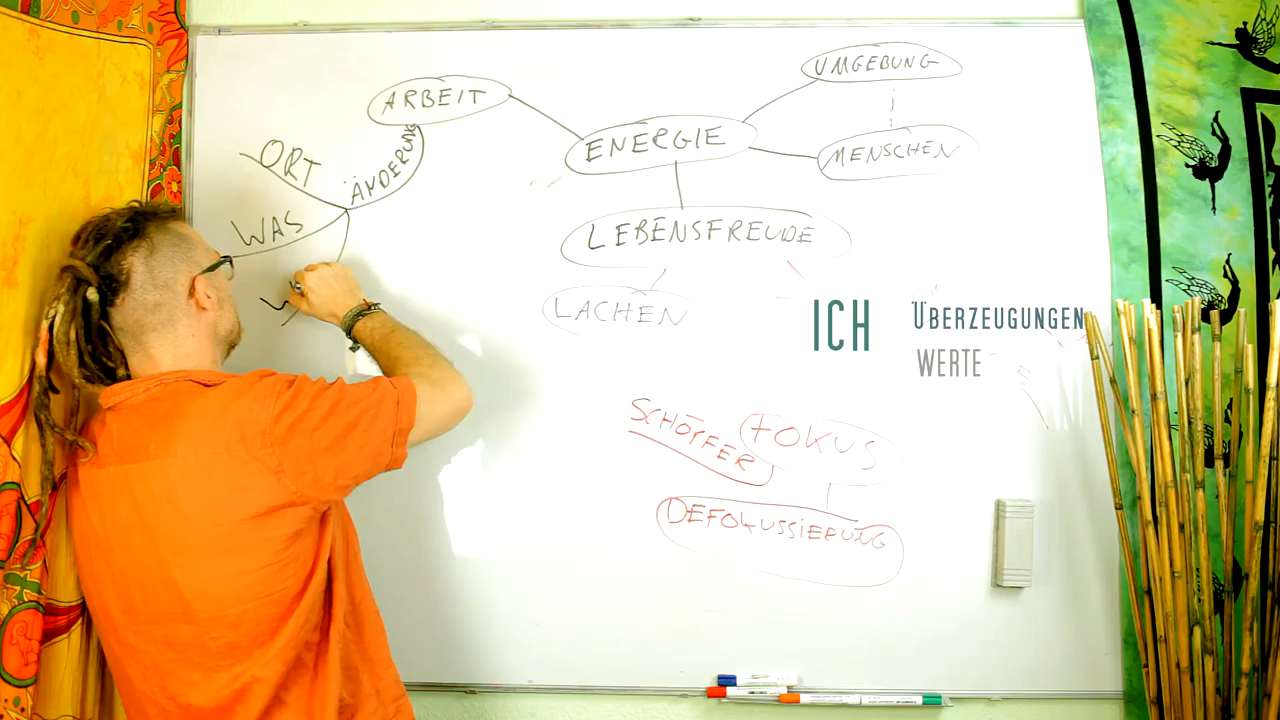 UMGEBUNG
ARBEIT
ENERGIE
MENSCHEN
ÄNDERUNG
ORT
WAS
LEBENSFREUDE
LACHEN
ICH
ÜBERZEUGUNGEN
WERTE
SCHÖPFER
FOKUS
DEFOKUSSIERUNG